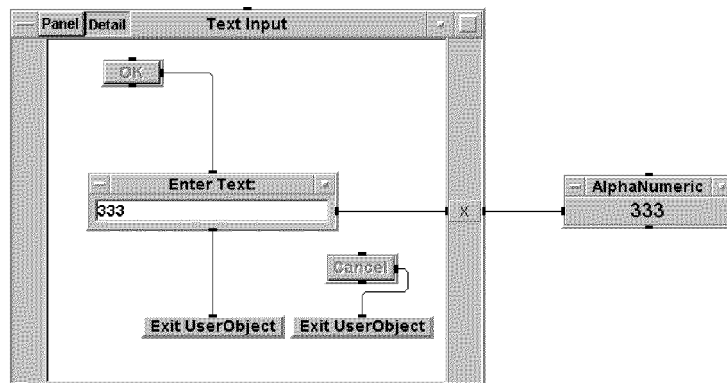 Panel Detail Text Input
OK
Enter Text:
333
X
AlphaNumeric
333
Cancel
Exit UserObject Exit UserObject